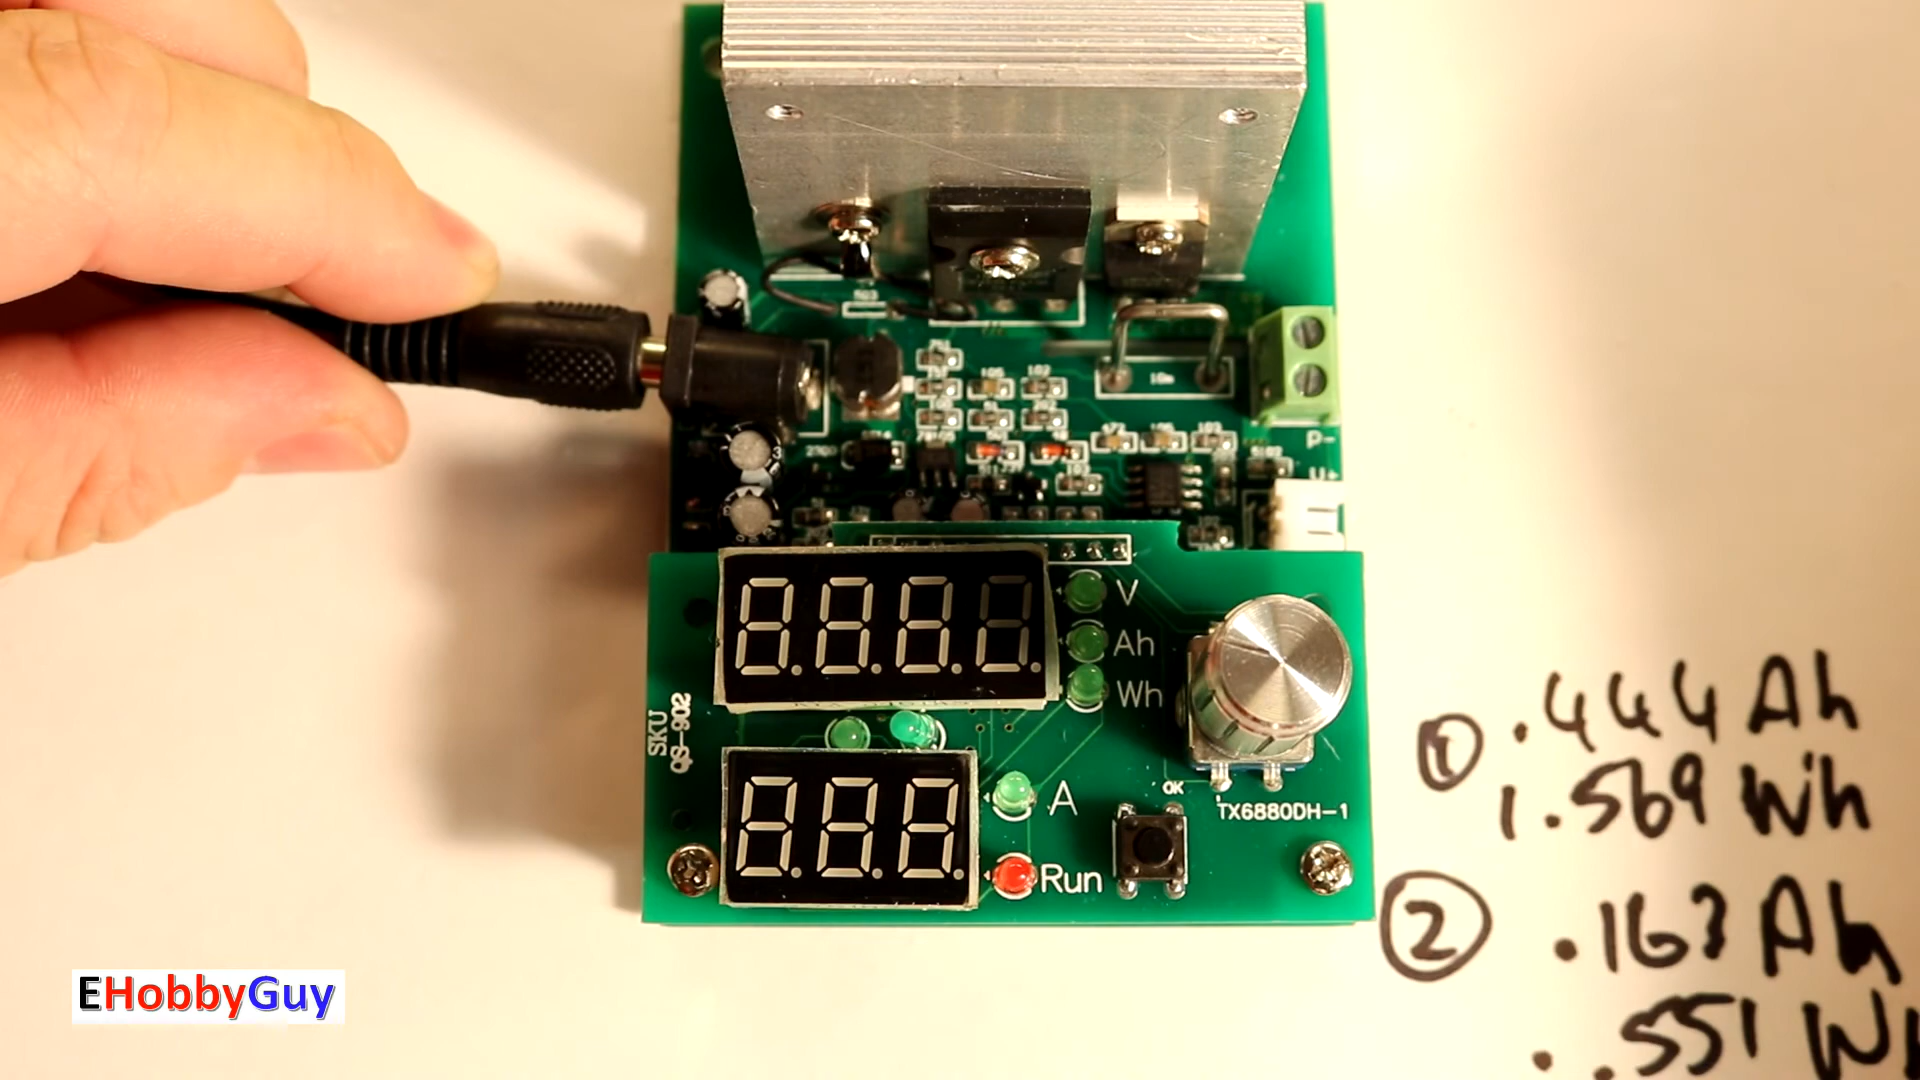 10m
P-
V
Ah
Wh
SKU
QS-902
A
OK
TX6880DH-1
Run
① .444 Ah
1.569 Wh
② .163 Ah
.551 Wh
EHobbyGuy